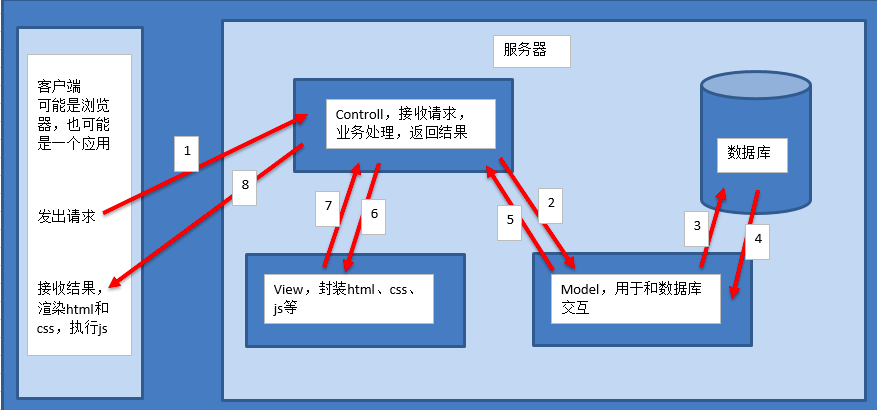 服务器
客户端
可能是浏览
器，也可能
是一个应用
发出请求
接收结果，
渲染html和
css，执行js
Controll，接收请求，
业务处理，返回结果
数据库
1
8
7
6
5
2
3
4
View，封装html、css、
js等
Model，用于和数据库
交互